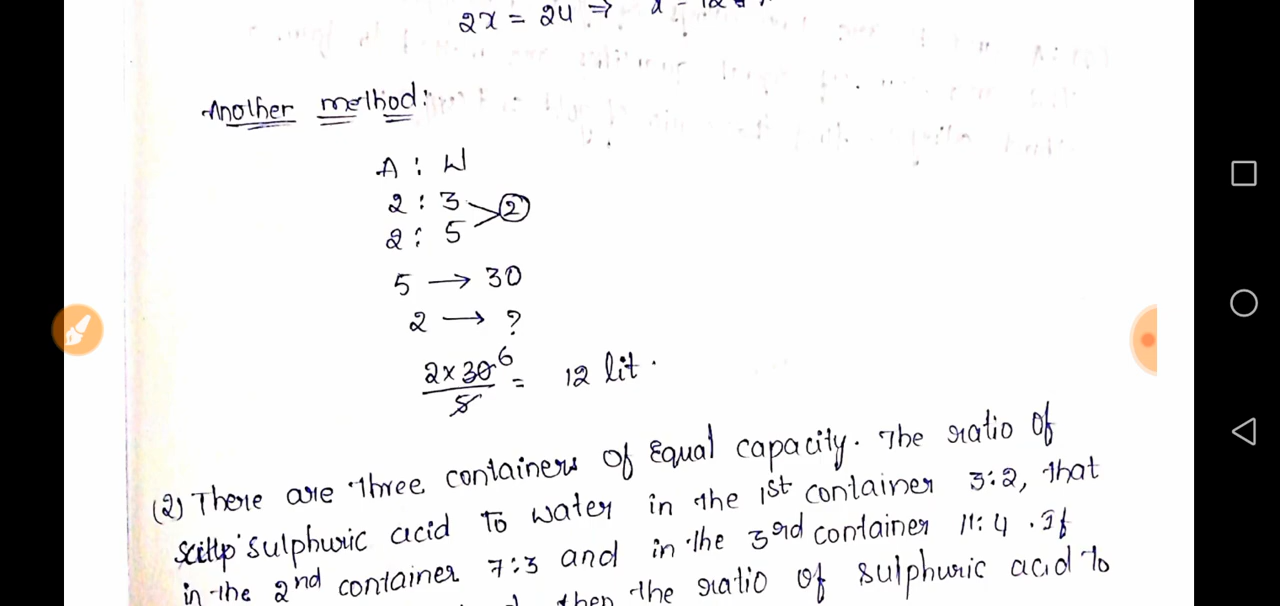 2x = 24 ⇒
Another method:
A : W
2 : 3
2 : 5
2
5 → 30
2 → ?
2 x 30 6
5
= 12 lit.
(2) There are three containers of Equal capacity. The ratio of
sulphuric acid to water in the 1st container 3:2, that
in the 2nd container 7:3 and in the 3rd container 11:4. If
then the ratio of sulphuric acid to